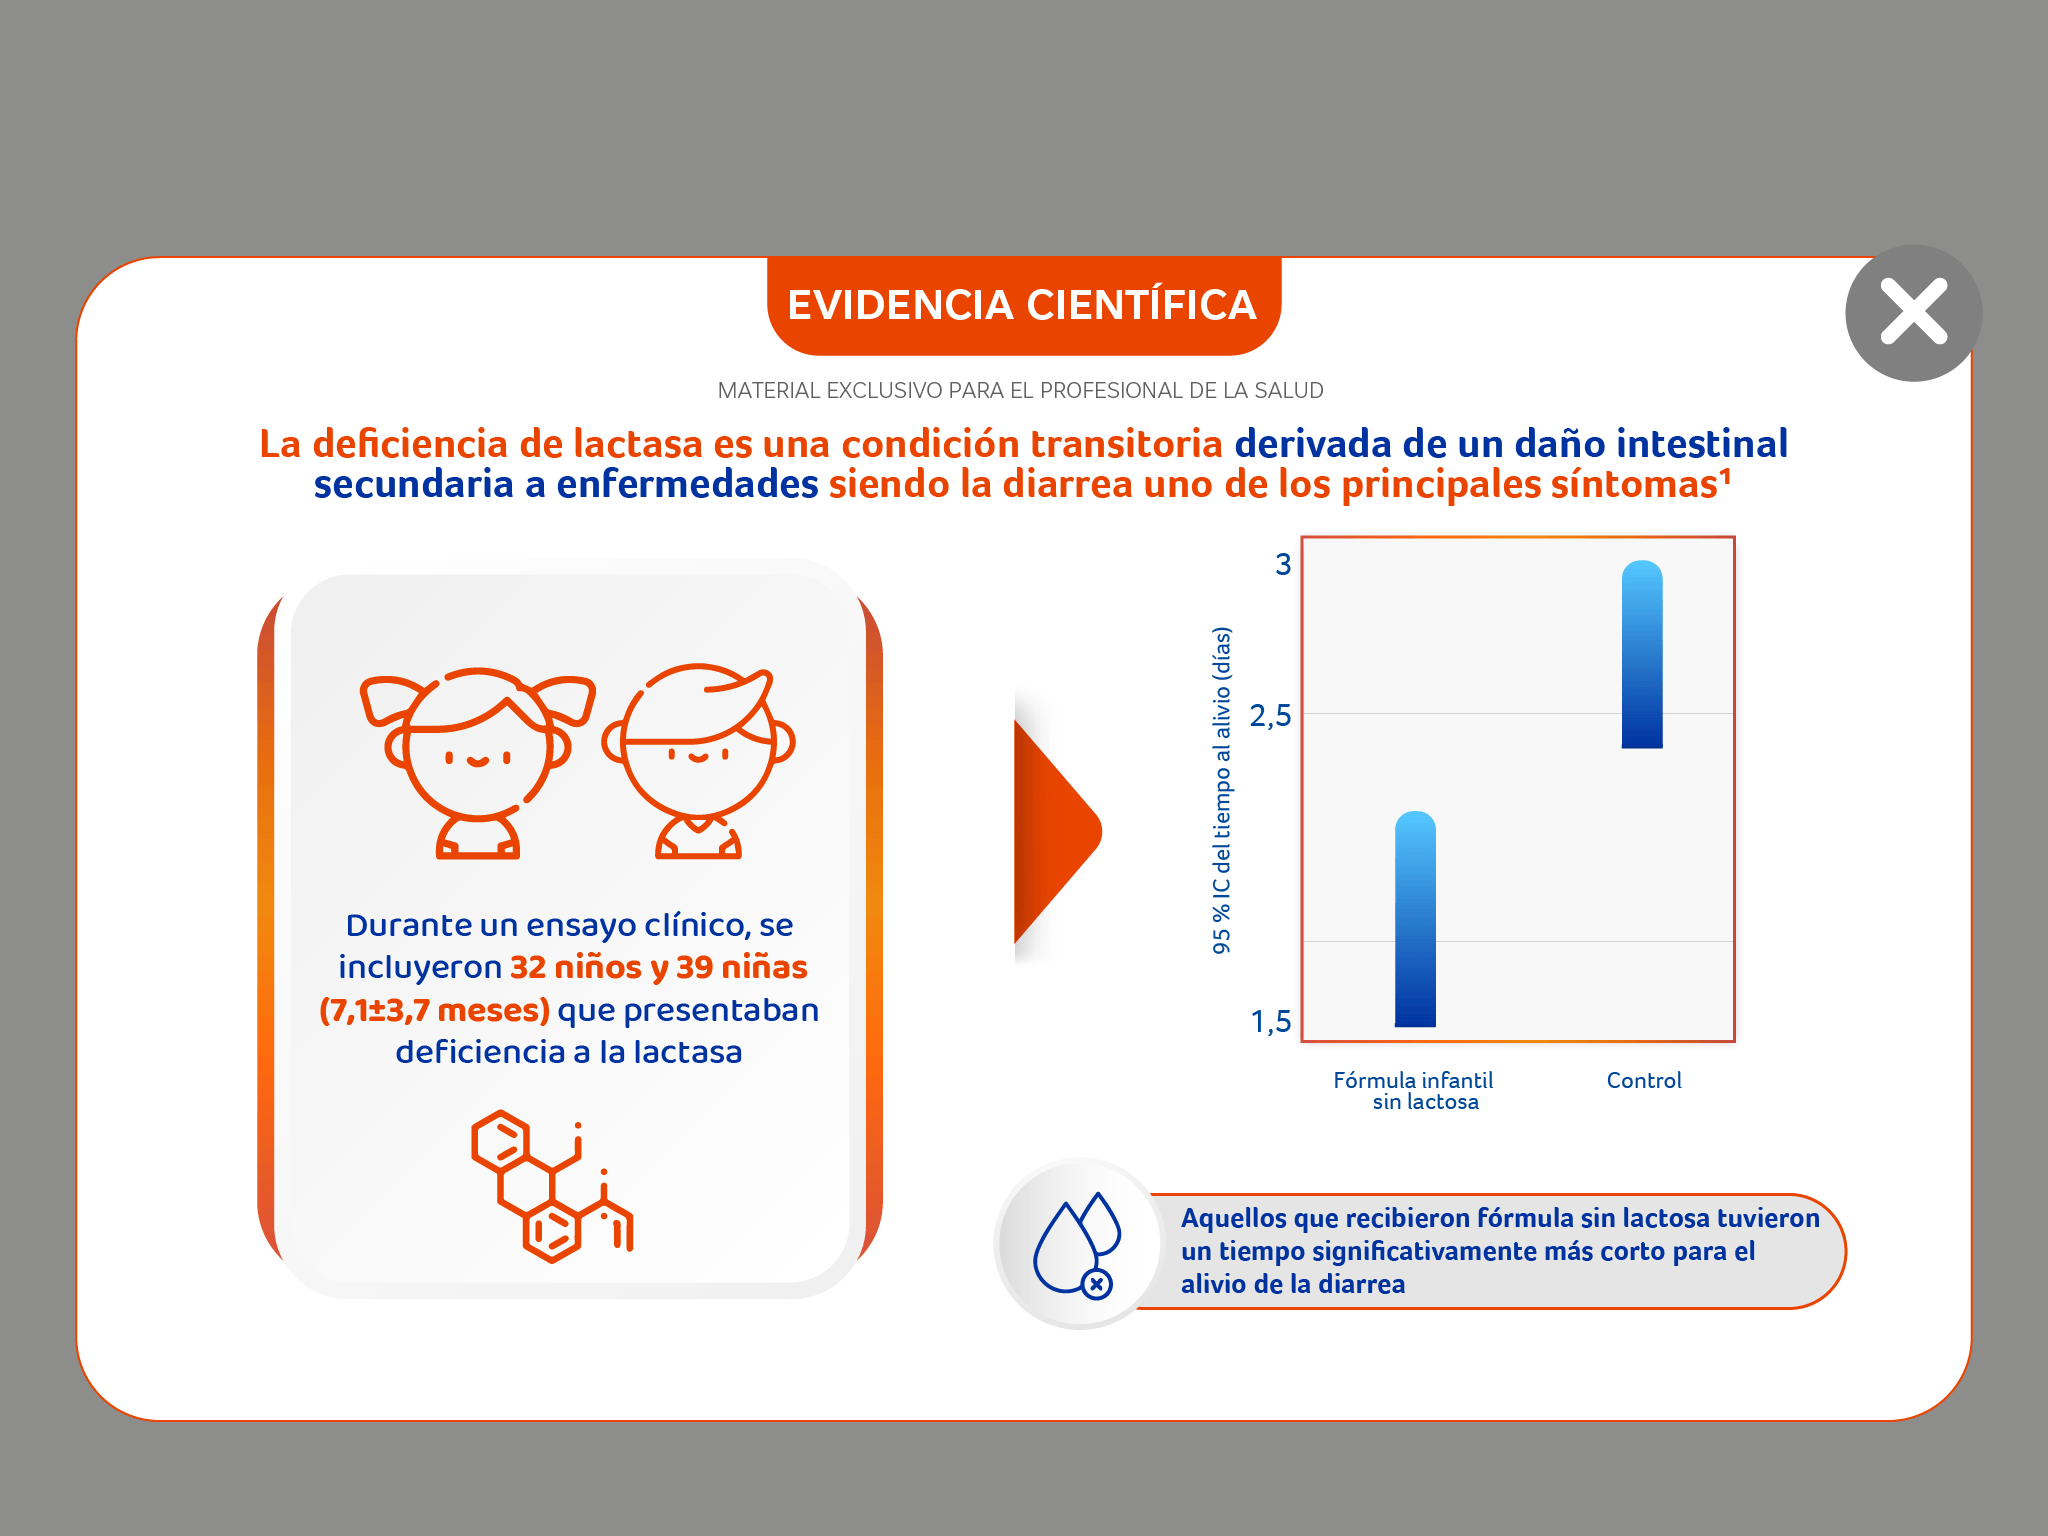 EVIDENCIA CIENTÍFICA
MATERIAL EXCLUSIVO PARA EL PROFESIONAL DE LA SALUD
La deficiencia de lactasa es una condición transitoria derivada de un daño intestinal
secundaria a enfermedades siendo la diarrea uno de los principales síntomas¹
Durante un ensayo clínico, se
incluyeron 32 niños y 39 niñas
(7,1±3,7 meses) que presentaban
deficiencia a la lactasa
95 % IC del tiempo al alivio (días)
3
2,5
1,5
Fórmula infantil
sin lactosa
Control
Aquellos que recibieron fórmula sin lactosa tuvieron
un tiempo significativamente más corto para el
alivio de la diarrea